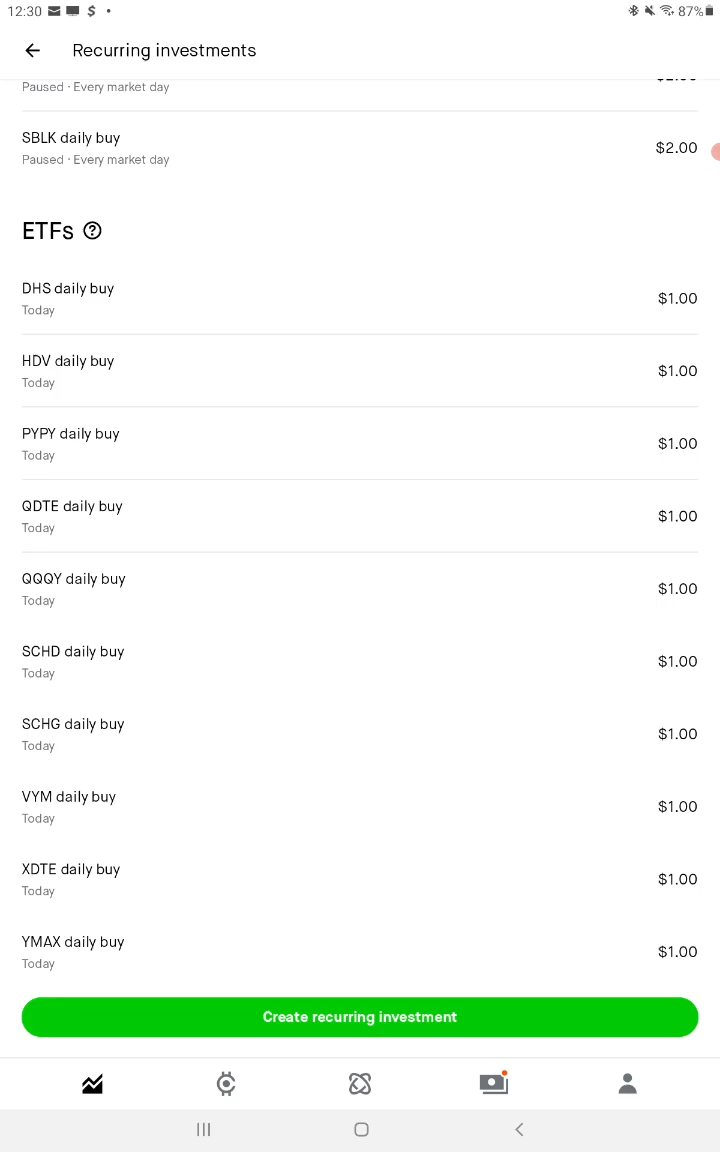 12:30
87%
Recurring investments
Paused · Every market day
SBLK daily buy
$2.00
Paused · Every market day
ETFs
DHS daily buy
$1.00
Today
HDV daily buy
$1.00
Today
PYPY daily buy
$1.00
Today
QDTE daily buy
$1.00
Today
QQQY daily buy
$1.00
Today
SCHD daily buy
$1.00
Today
SCHG daily buy
$1.00
Today
VYM daily buy
$1.00
Today
XDTE daily buy
$1.00
Today
YMAX daily buy
$1.00
Today
Create recurring investment